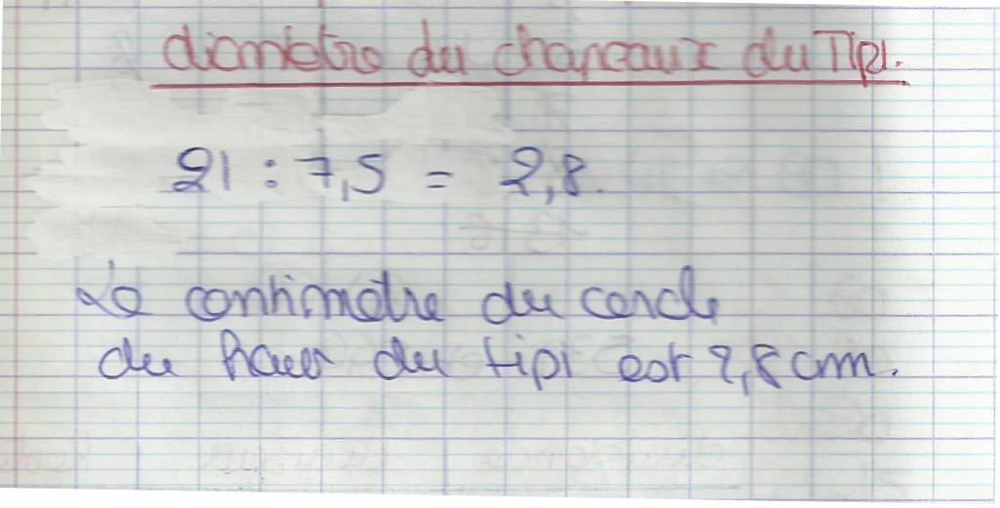 diamètre du chapeaux du Tipi.
21 : 7,5 = 2,8.
Le centimètre du cercle
du haut du tipi est 2,8 cm.